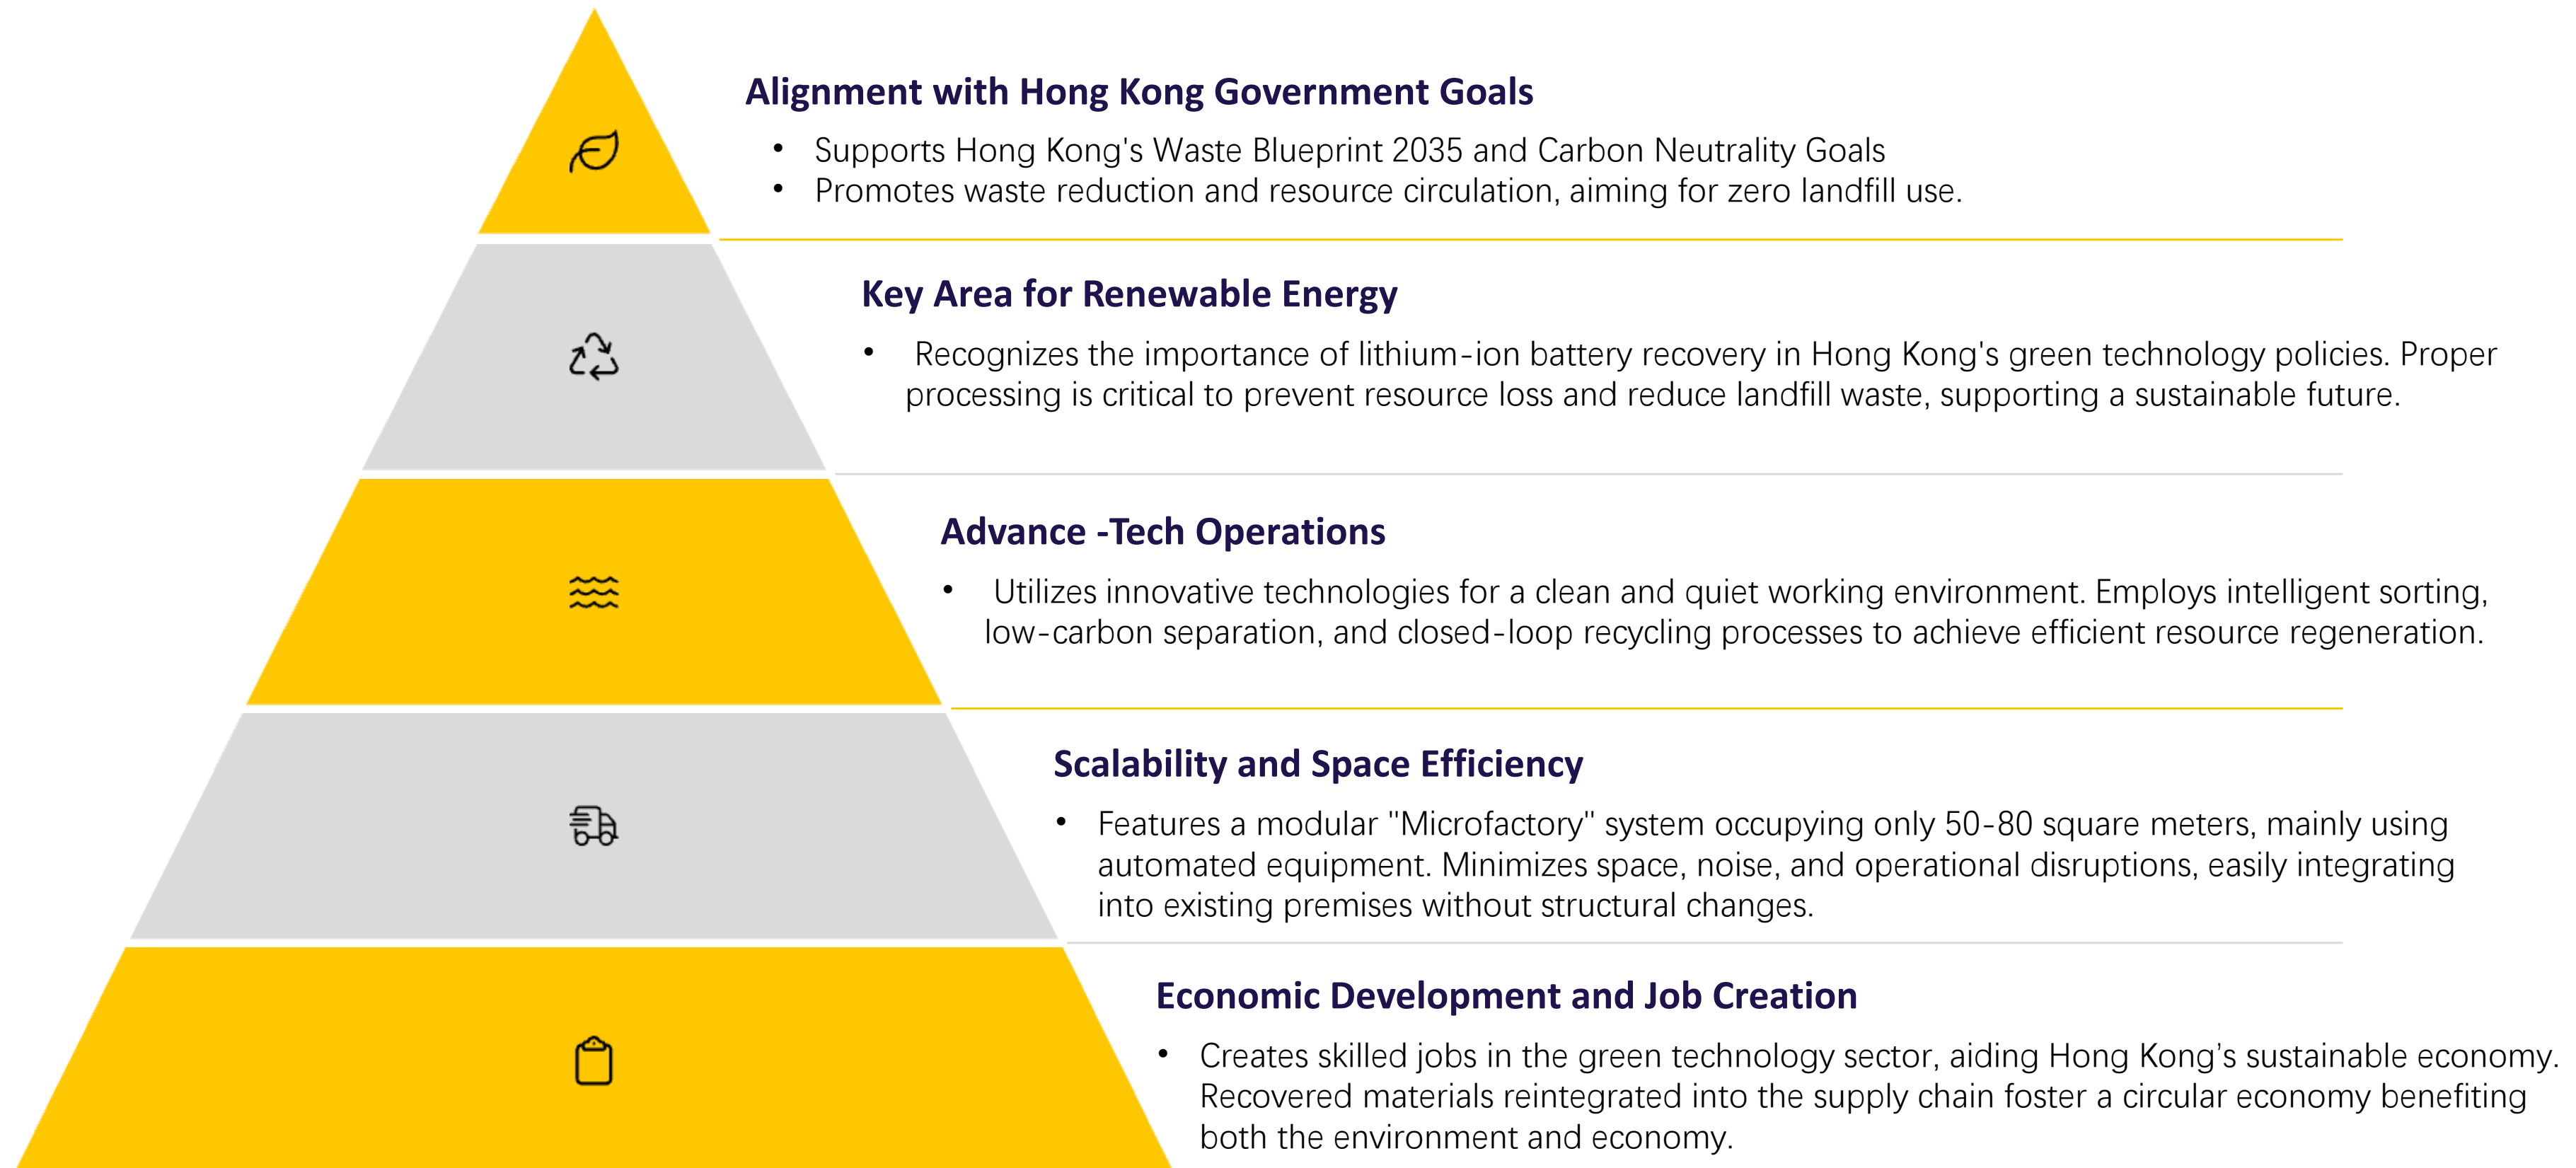 Alignment with Hong Kong Government Goals
• Supports Hong Kong's Waste Blueprint 2035 and Carbon Neutrality Goals
• Promotes waste reduction and resource circulation, aiming for zero landfill use.
Key Area for Renewable Energy
• Recognizes the importance of lithium-ion battery recovery in Hong Kong's green technology policies. Proper
processing is critical to prevent resource loss and reduce landfill waste, supporting a sustainable future.
Advance -Tech Operations
• Utilizes innovative technologies for a clean and quiet working environment. Employs intelligent sorting,
low-carbon separation, and closed-loop recycling processes to achieve efficient resource regeneration.
Scalability and Space Efficiency
• Features a modular "Microfactory" system occupying only 50-80 square meters, mainly using
automated equipment. Minimizes space, noise, and operational disruptions, easily integrating
into existing premises without structural changes.
Economic Development and Job Creation
• Creates skilled jobs in the green technology sector, aiding Hong Kong’s sustainable economy.
Recovered materials reintegrated into the supply chain foster a circular economy benefiting
both the environment and economy.